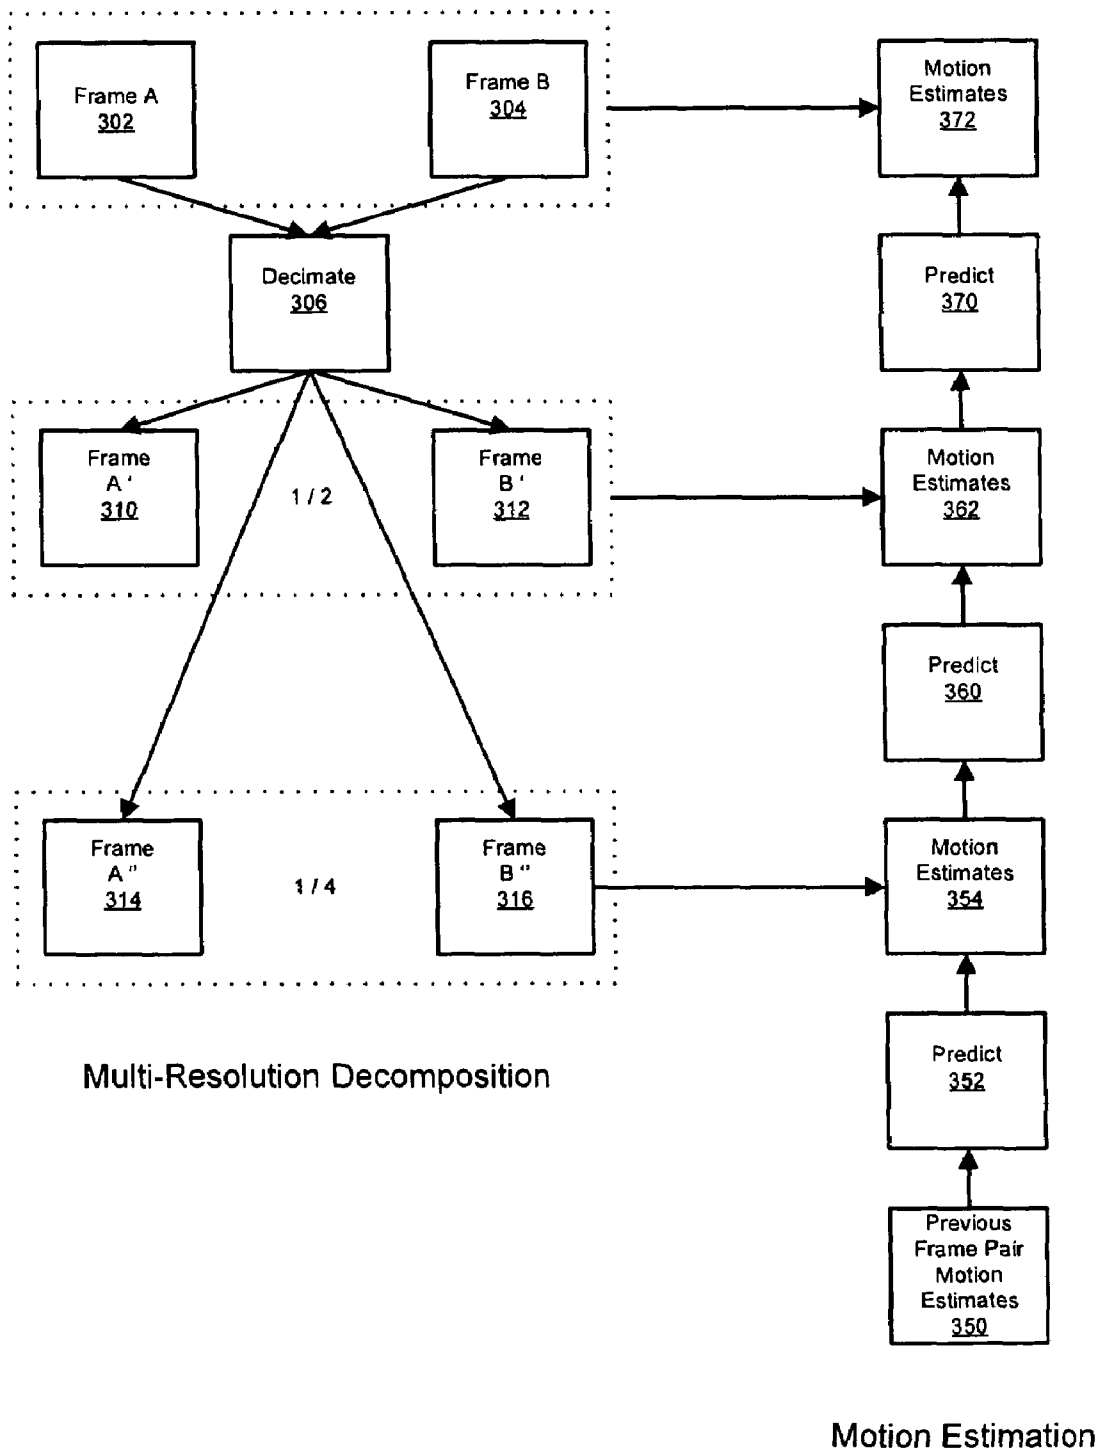 Frame A
302
Frame B
304
Motion
Estimates
372
Decimate
306
Predict
370
Frame
A '
310
1 / 2
Frame
B '
312
Motion
Estimates
362
Predict
360
Frame
A "
314
1 / 4
Frame
B "
316
Motion
Estimates
354
Multi-Resolution Decomposition
Predict
352
Previous
Frame Pair
Motion
Estimates
350
Motion Estimation